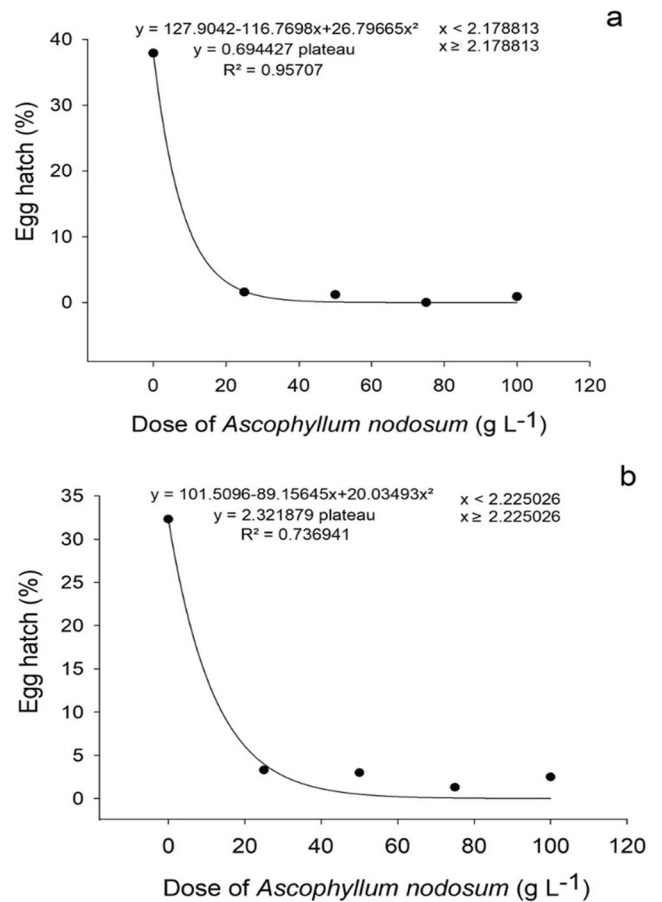 a
y = 127.9042-116.7698x+26.79665x² x < 2.178813
y = 0.694427 plateau x ≥ 2.178813
R² = 0.95707
40
30
20
10
0
Egg hatch (%)
0 20 40 60 80 100 120
Dose of Ascophyllum nodosum (g L-1)
b
y = 101.5096-89.15645x+20.03493x² x < 2.225026
y = 2.321879 plateau x ≥ 2.225026
R² = 0.736941
35
30
25
20
15
10
5
0
Egg hatch (%)
0 20 40 60 80 100 120
Dose of Ascophyllum nodosum (g L-1)